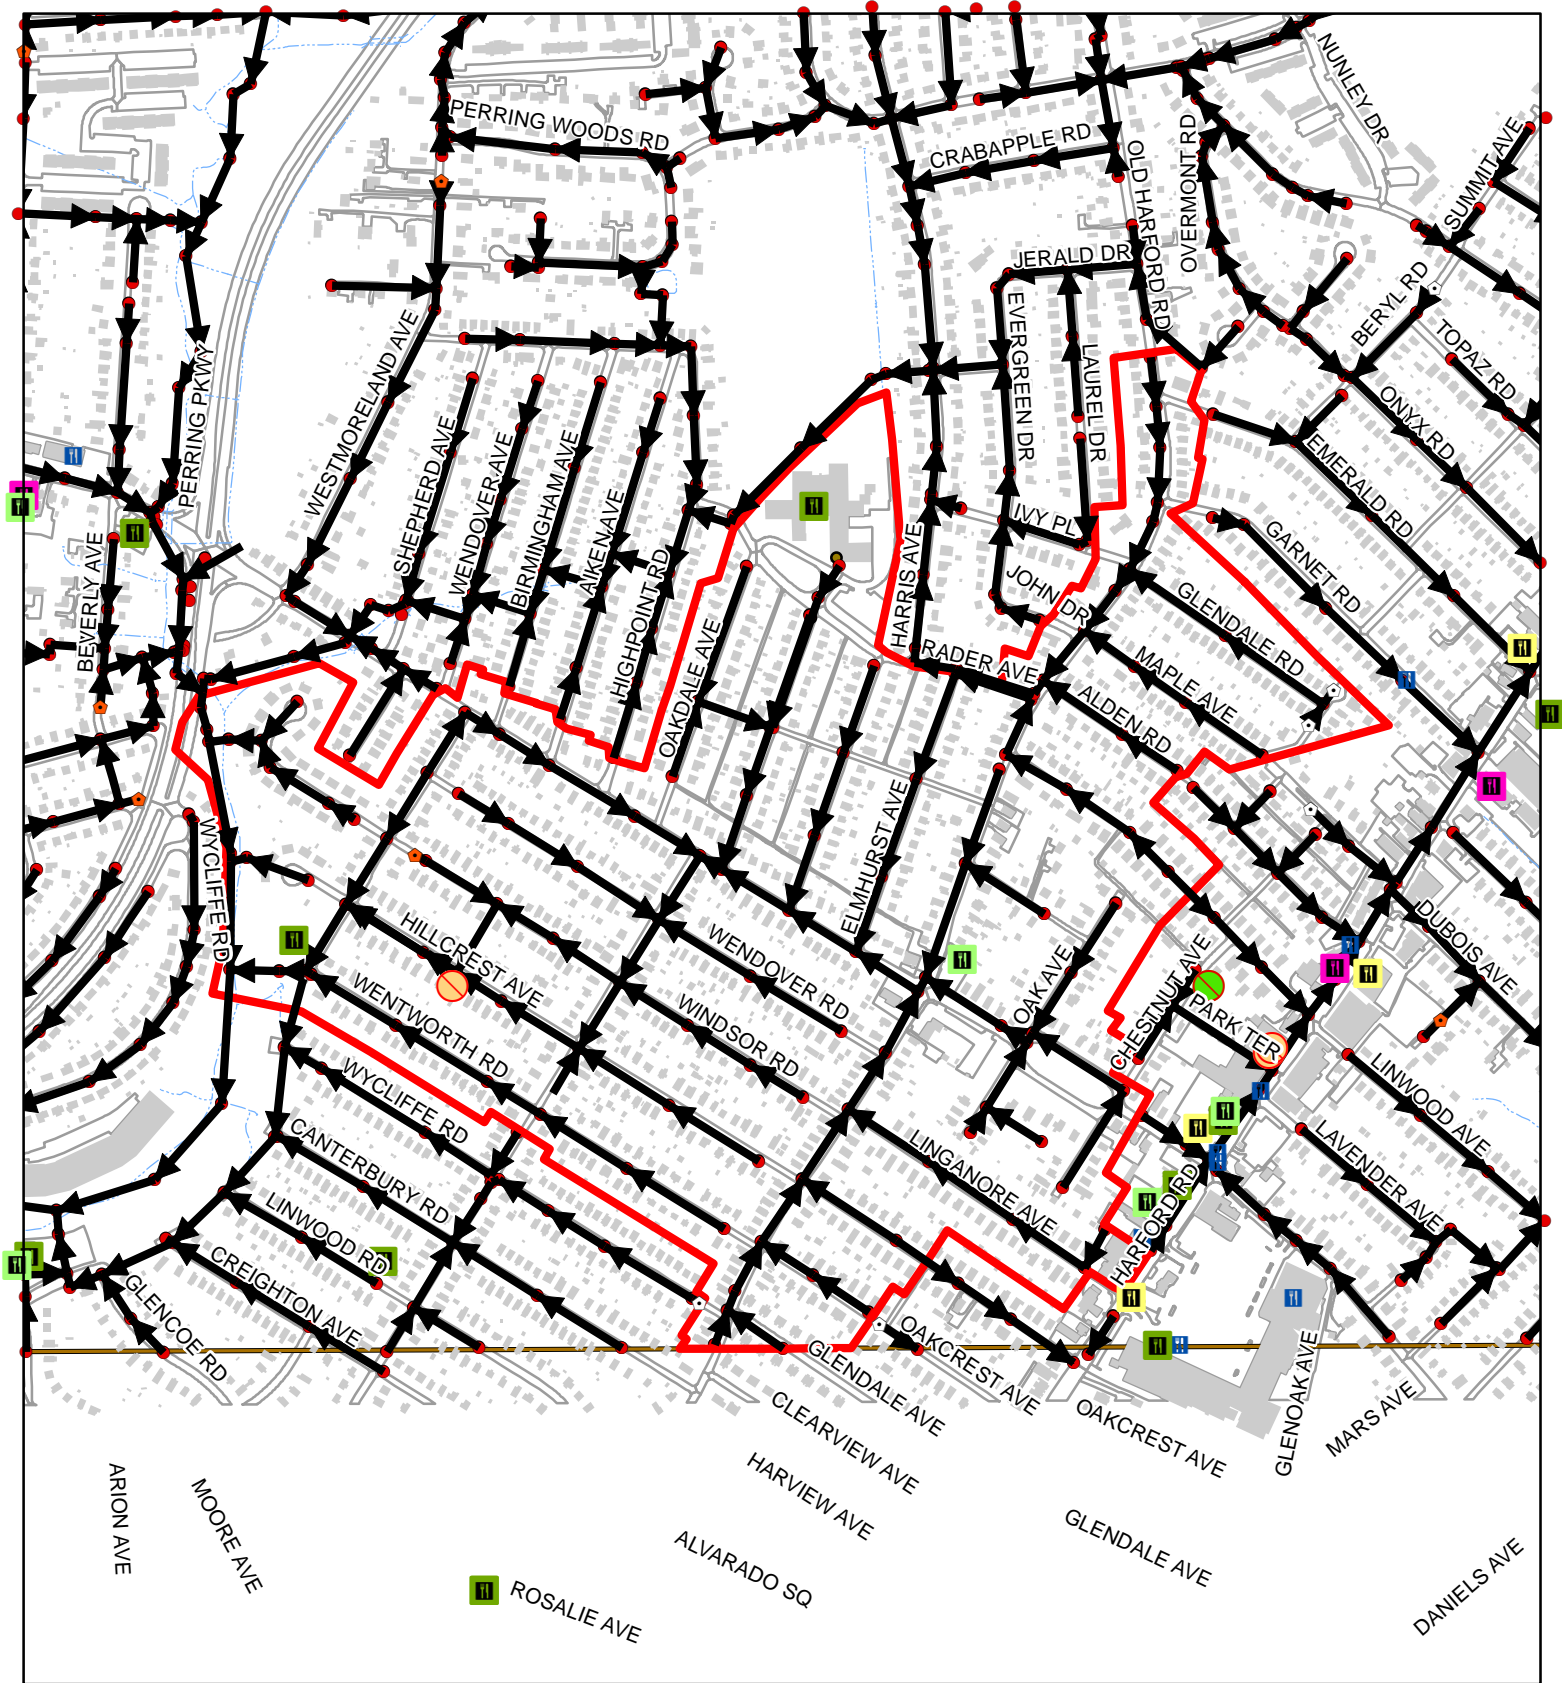 NUNLEY DR
PERRING WOODS RD
CRABAPPLE RD
OLD HARFORD RD
OVERMONT RD
SUMMIT AVE
JERALD DR
BERYL RD
TOPAZ RD
EVERGREEN DR
LAUREL DR
WESTMORELAND AVE
PERRING PKWY
ONYX RD
SHEPHERD AVE
WENDOVER AVE
BIRMINGHAM AVE
AIKEN AVE
EMERALD RD
IVY PL
GARNET RD
BEVERLY AVE
HIGHPOINT RD
HARRIS AVE
JOHN DR
GLENDALE RD
RADER AVE
OAKDALE AVE
MAPLE AVE
ALDEN RD
WYCLIFFE RD
ELMHURST AVE
HILLCREST AVE
WENDOVER RD
DUBOIS AVE
OAK AVE
CHESTNUT AVE
WENTWORTH RD
WINDSOR RD
PARK TER
LINWOOD AVE
WYCLIFFE RD
CANTERBURY RD
LINGANORE AVE
LAVENDER AVE
HARFORD RD
LINWOOD RD
CREIGHTON AVE
GLENCOE RD
GLENDALE AVE
OAKCREST AVE
GLENOAK AVE
CLEARVIEW AVE
OAKCREST AVE
MARS AVE
HARVIEW AVE
ARION AVE
MOORE AVE
ALVARADO SQ
GLENDALE AVE
DANIELS AVE
ROSALIE AVE